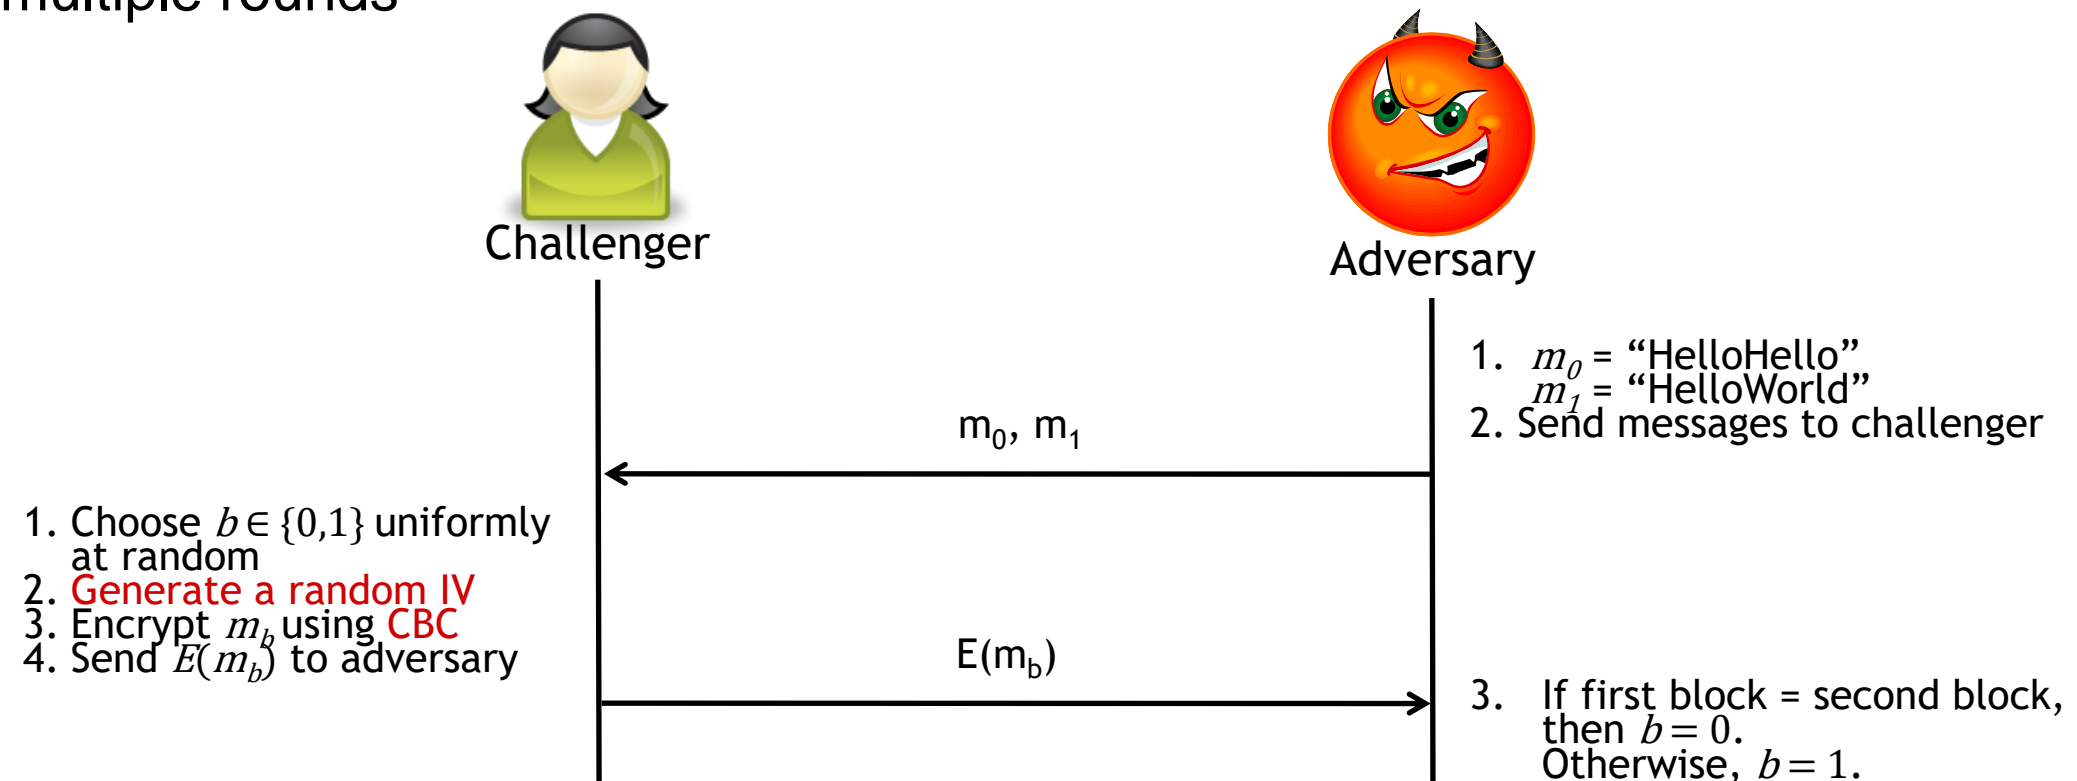 multiple rounds
Challenger
Adversary
1. m0 = “HelloHello”
m1 = “HelloWorld”
2. Send messages to challenger
m0, m1
1. Choose b ∈ {0,1} uniformly
at random
2. Generate a random IV
3. Encrypt mb using CBC
4. Send E(mb) to adversary
E(mb)
3. If first block = second block,
then b = 0.
Otherwise, b = 1.